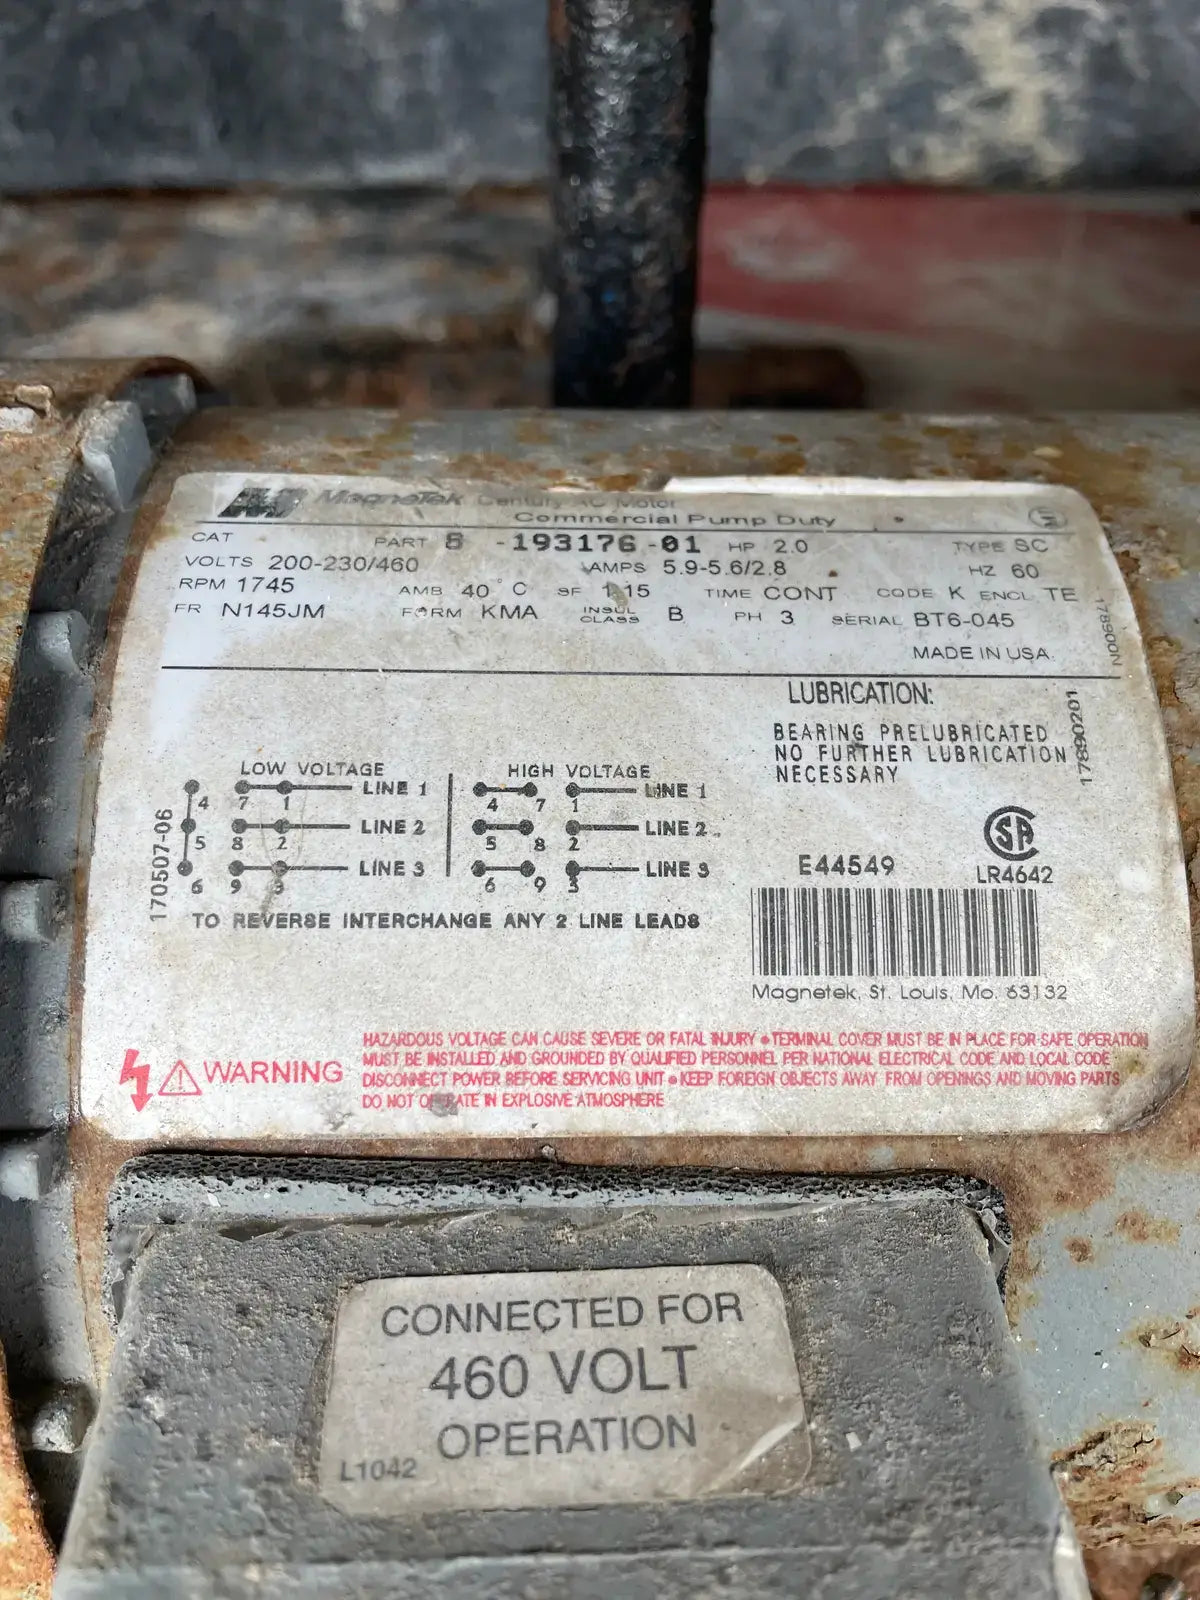 MagneTek Century AC Motor
Commercial Pump Duty
CAT PART 8 -193176-01 HP 2.0 TYPE SC
VOLTS 200-230/460 AMPS 5.9-5.6/2.8 HZ 60
RPM 1745 AMB 40°C SF 1.15 TIME CONT CODE K ENCL TE
FR N145JM FORM KMA INSUL CLASS B PH 3 SERIAL BT6-045
MADE IN USA.
178900N
LUBRICATION:
BEARING PRELUBRICATED
NO FURTHER LUBRICATION
NECESSARY
17890201
LOW VOLTAGE
4 7 1 LINE 1
5 8 2 LINE 2
6 9 3 LINE 3
HIGH VOLTAGE
4 7 1 LINE 1
5 8 2 LINE 2
6 9 3 LINE 3
170507-06
TO REVERSE INTERCHANGE ANY 2 LINE LEADS
E44549
SA
LR4642
Magnetek, St. Louis, Mo. 63132
WARNING
HAZARDOUS VOLTAGE CAN CAUSE SEVERE OR FATAL INJURY • TERMINAL COVER MUST BE IN PLACE FOR SAFE OPERATION
MUST BE INSTALLED AND GROUNDED BY QUALIFIED PERSONNEL PER NATIONAL ELECTRICAL CODE AND LOCAL CODE
DISCONNECT POWER BEFORE SERVICING UNIT • KEEP FOREIGN OBJECTS AWAY FROM OPENINGS AND MOVING PARTS
DO NOT OPERATE IN EXPLOSIVE ATMOSPHERE
CONNECTED FOR
460 VOLT
OPERATION
L1042